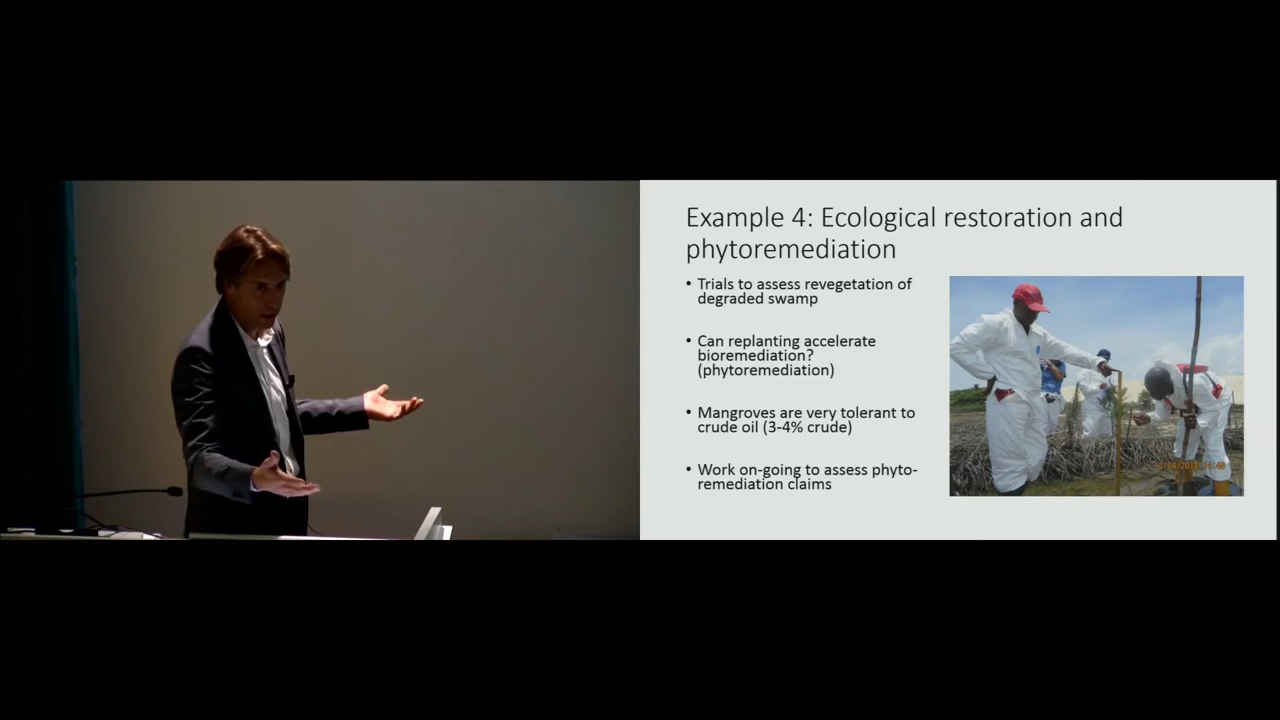 Example 4: Ecological restoration and
phytoremediation
• Trials to assess revegetation of
degraded swamp
• Can replanting accelerate
bioremediation?
(phytoremediation)
• Mangroves are very tolerant to
crude oil (3-4% crude)
• Work on-going to assess phyto-
remediation claims